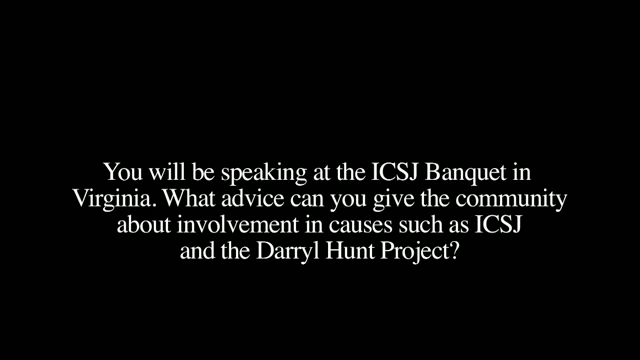 You will be speaking at the ICSJ Banquet in
Virginia. What advice can you give the community
about involvement in causes such as ICSJ
and the Darryl Hunt Project?